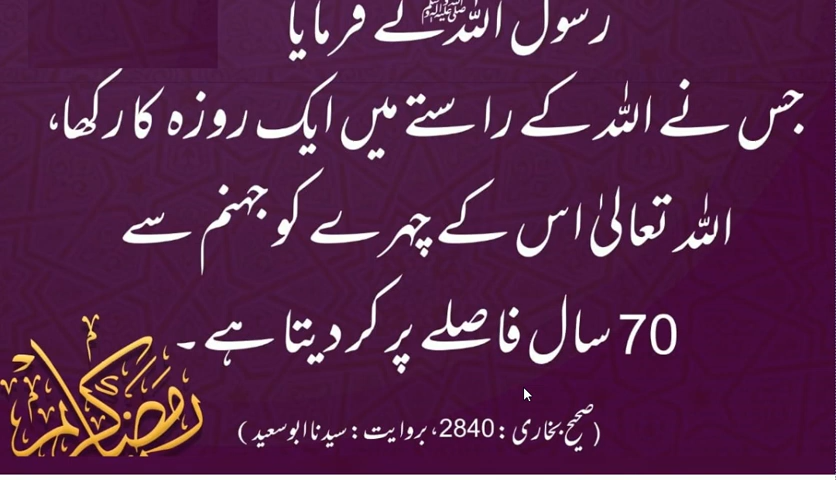 رسول اللہ ﷺ نے فرمایا
جس نے اللہ کے راستے میں ایک روزہ کا رکھا،
اللہ تعالیٰ اس کے چہرے کو جہنم سے
70 سال فاصلے پر کر دیتا ہے۔
(صحیح بخاری : 2840، بروایت : سیدنا ابو سعید )
رمضان کریم